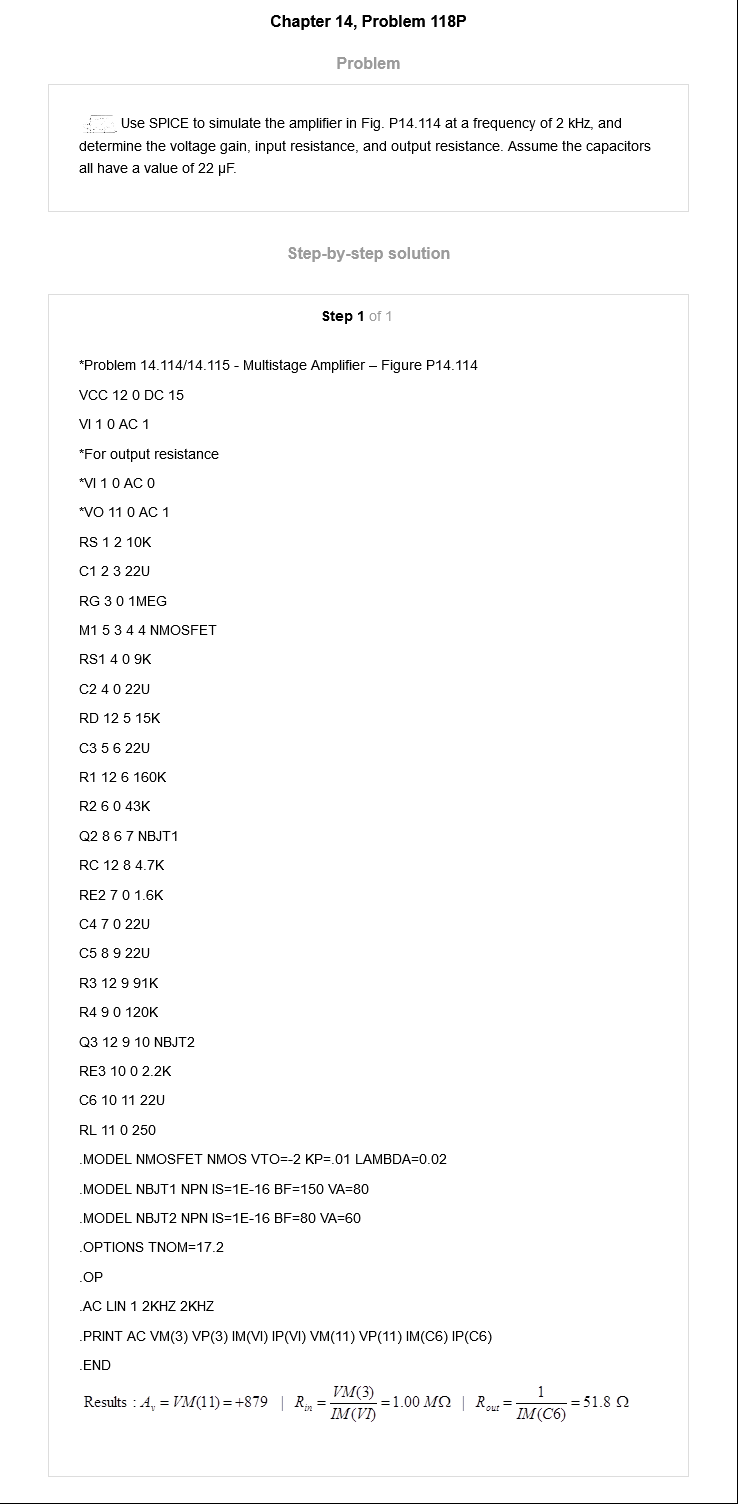 Chapter 14, Problem 118P
Problem
Use SPICE to simulate the amplifier in Fig. P14.114 at a frequency of 2 kHz, and
determine the voltage gain, input resistance, and output resistance. Assume the capacitors
all have a value of 22 μF.
Step-by-step solution
Step 1 of 1
*Problem 14.114/14.115 - Multistage Amplifier – Figure P14.114
VCC 12 0 DC 15
VI 1 0 AC 1
*For output resistance
*VI 1 0 AC 0
*VO 11 0 AC 1
RS 1 2 10K
C1 2 3 22U
RG 3 0 1MEG
M1 5 3 4 4 NMOSFET
RS1 4 0 9K
C2 4 0 22U
RD 12 5 15K
C3 5 6 22U
R1 12 6 160K
R2 6 0 43K
Q2 8 6 7 NBJT1
RC 12 8 4.7K
RE2 7 0 1.6K
C4 7 0 22U
C5 8 9 22U
R3 12 9 91K
R4 9 0 120K
Q3 12 9 10 NBJT2
RE3 10 0 2.2K
C6 10 11 22U
RL 11 0 250
.MODEL NMOSFET NMOS VTO=-2 KP=.01 LAMBDA=0.02
.MODEL NBJT1 NPN IS=1E-16 BF=150 VA=80
.MODEL NBJT2 NPN IS=1E-16 BF=80 VA=60
.OPTIONS TNOM=17.2
.OP
.AC LIN 1 2KHZ 2KHZ
.PRINT AC VM(3) VP(3) IM(VI) IP(VI) VM(11) VP(11) IM(C6) IP(C6)
.END
Results : A_v = VM(11) = +879 | R_in = VM(3)/IM(VI) = 1.00 MΩ | R_out = 1/IM(C6) = 51.8 Ω